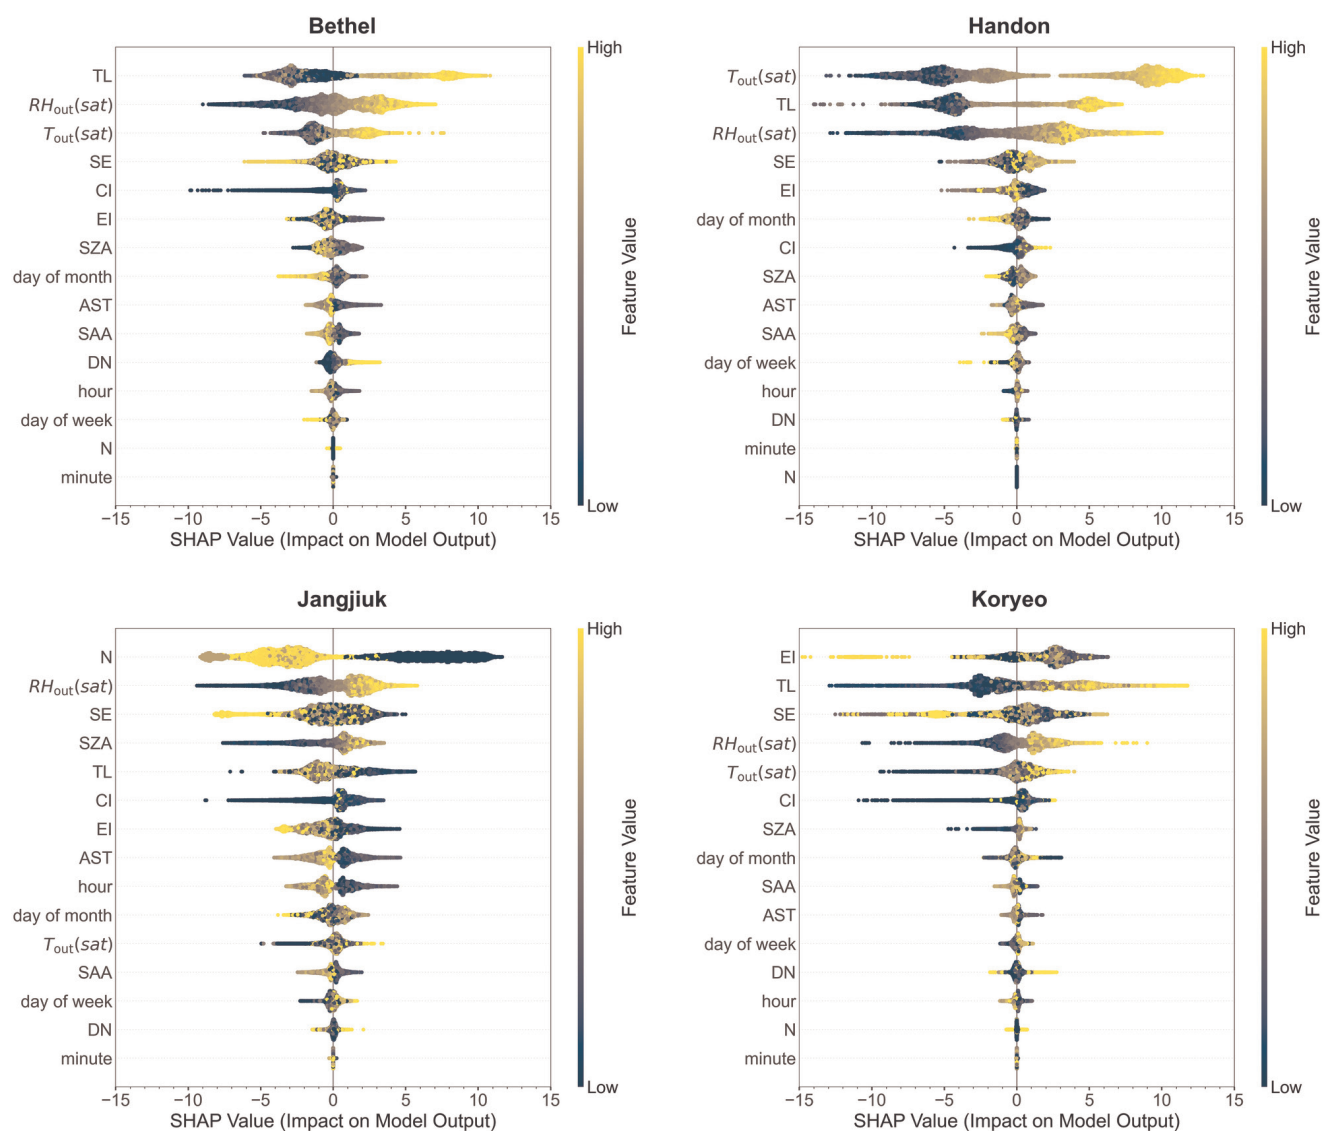 Bethel
TL
RHout(sat)
Tout(sat)
SE
CI
EI
SZA
day of month
AST
SAA
DN
hour
day of week
N
minute
−15 −10 −5 0 5 10 15
SHAP Value (Impact on Model Output)
High
Low
Feature Value
Handon
Tout(sat)
TL
RHout(sat)
SE
EI
day of month
CI
SZA
AST
SAA
day of week
hour
DN
minute
N
−15 −10 −5 0 5 10 15
SHAP Value (Impact on Model Output)
High
Low
Feature Value
Jangjiuk
N
RHout(sat)
SE
SZA
TL
CI
EI
AST
hour
day of month
Tout(sat)
SAA
day of week
DN
minute
−15 −10 −5 0 5 10 15
SHAP Value (Impact on Model Output)
High
Low
Feature Value
Koryeo
EI
TL
SE
RHout(sat)
Tout(sat)
CI
SZA
day of month
SAA
AST
day of week
DN
hour
N
minute
−15 −10 −5 0 5 10 15
SHAP Value (Impact on Model Output)
High
Low
Feature Value